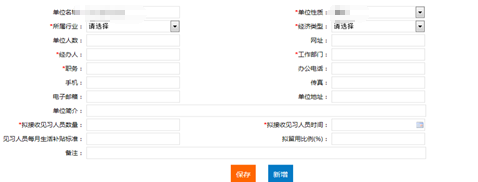 单位名称 *单位性质：
*所属行业： 请选择 *经济类型： 请选择
单位人数： 网址：
*经办人： *工作部门：
*职务： 办公电话：
手机： 传真：
电子邮箱： 单位地址：
单位简介：
*拟接收见习人员数量： *拟接收见习人员时间：
见习人员每月生活补贴标准： 拟留用比例(%)：
备注：
保存 新增